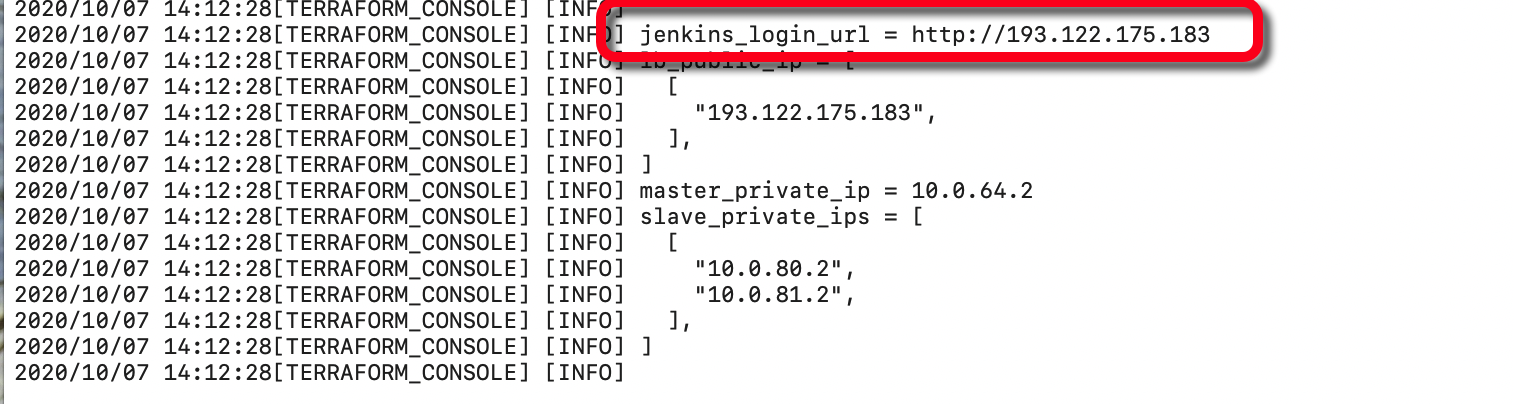 2020/10/07 14:12:28[TERRAFORM_CONSOLE] [INFO]
2020/10/07 14:12:28[TERRAFORM_CONSOLE] [INFO] jenkins_login_url = http://193.122.175.183
2020/10/07 14:12:28[TERRAFORM_CONSOLE] [INFO] lb_public_ip = [
2020/10/07 14:12:28[TERRAFORM_CONSOLE] [INFO]   [
2020/10/07 14:12:28[TERRAFORM_CONSOLE] [INFO]     "193.122.175.183",
2020/10/07 14:12:28[TERRAFORM_CONSOLE] [INFO]   ],
2020/10/07 14:12:28[TERRAFORM_CONSOLE] [INFO] ]
2020/10/07 14:12:28[TERRAFORM_CONSOLE] [INFO] master_private_ip = 10.0.64.2
2020/10/07 14:12:28[TERRAFORM_CONSOLE] [INFO] slave_private_ips = [
2020/10/07 14:12:28[TERRAFORM_CONSOLE] [INFO]   [
2020/10/07 14:12:28[TERRAFORM_CONSOLE] [INFO]     "10.0.80.2",
2020/10/07 14:12:28[TERRAFORM_CONSOLE] [INFO]     "10.0.81.2",
2020/10/07 14:12:28[TERRAFORM_CONSOLE] [INFO]   ],
2020/10/07 14:12:28[TERRAFORM_CONSOLE] [INFO] ]
2020/10/07 14:12:28[TERRAFORM_CONSOLE] [INFO]